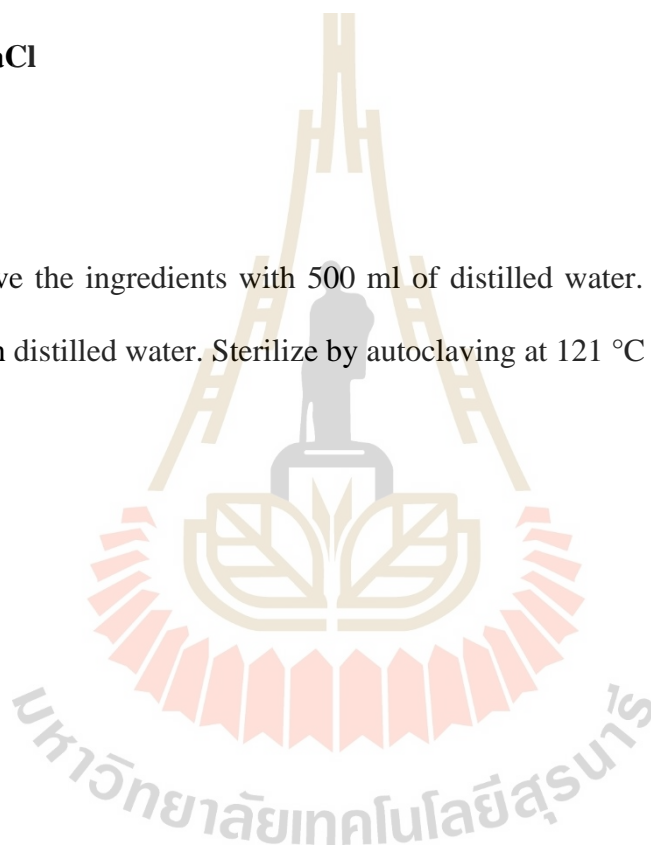 aCl
ve the ingredients with 500 ml of distilled water.
n distilled water. Sterilize by autoclaving at 121 °C
มหาวิทยาลัยเทคโนโลยีสุรนารี